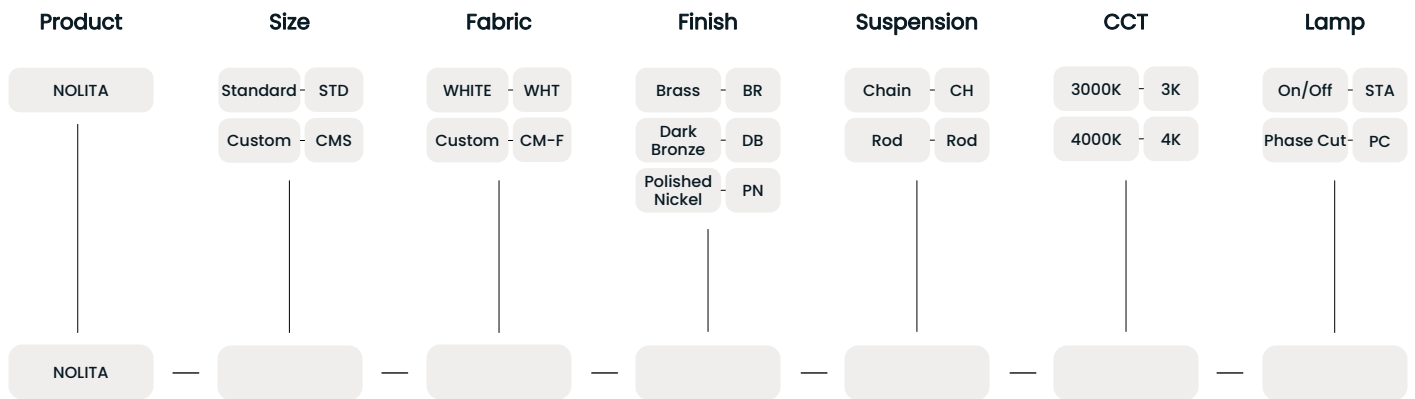 Product Size Fabric Finish Suspension CCT Lamp
NOLITA Standard - STD WHITE - WHT Brass - BR Chain - CH 3000K - 3K On/Off - STA
Custom - CMS Custom - CM-F Dark Bronze - DB Rod - Rod 4000K - 4K Phase Cut - PC
Polished Nickel - PN
NOLITA — — — — — —